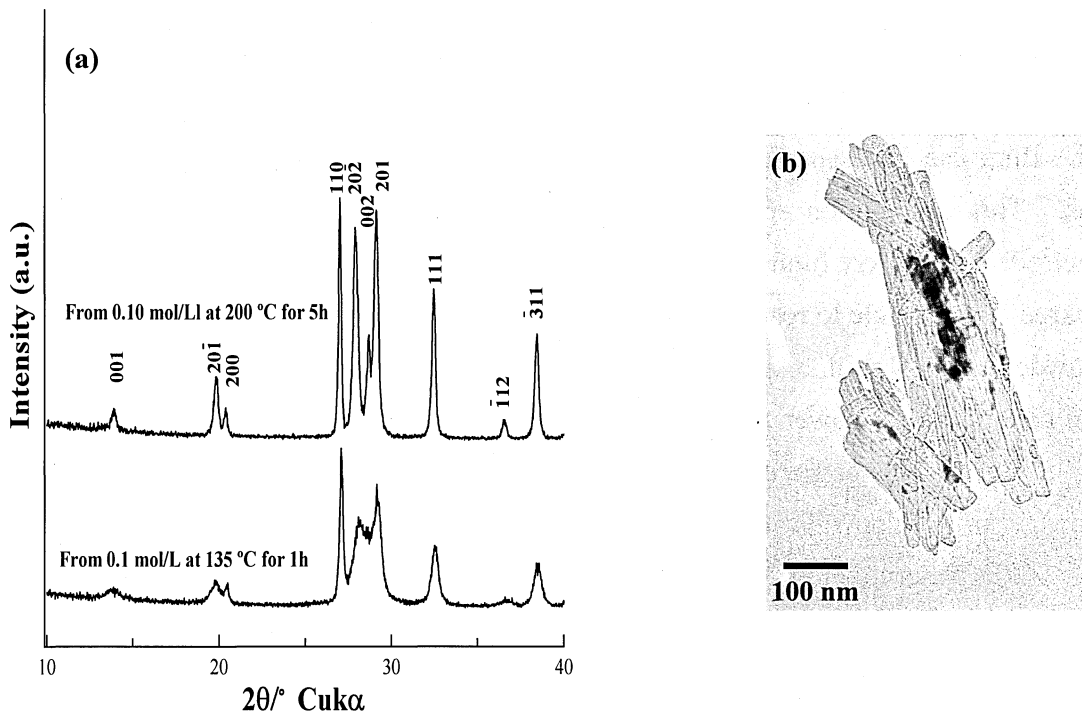 (a)
Intensity (a.u.)
110
202̄
002
201
111
3̄11
From 0.10 mol/Ll at 200 ºC for 5h
001
201̄
200
1̄12
From 0.1 mol/L at 135 ºC for 1h
10
20
30
40
2θ/° Cukα
(b)
100 nm